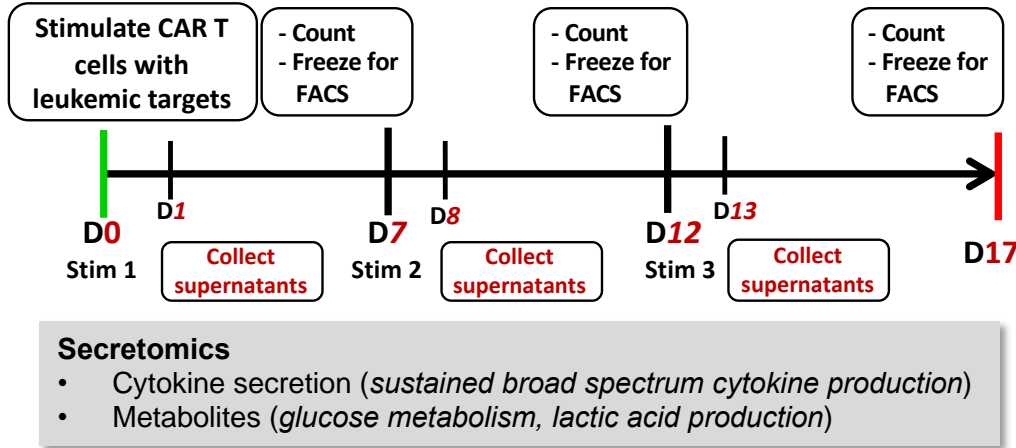 Stimulate CAR T
cells with
leukemic targets
- Count
- Freeze for
FACS
- Count
- Freeze for
FACS
- Count
- Freeze for
FACS
D0
D1
D7
D8
D12
D13
D17
Stim 1
Stim 2
Stim 3
Collect
supernatants
Collect
supernatants
Collect
supernatants
Secretomics
• Cytokine secretion (sustained broad spectrum cytokine production)
• Metabolites (glucose metabolism, lactic acid production)